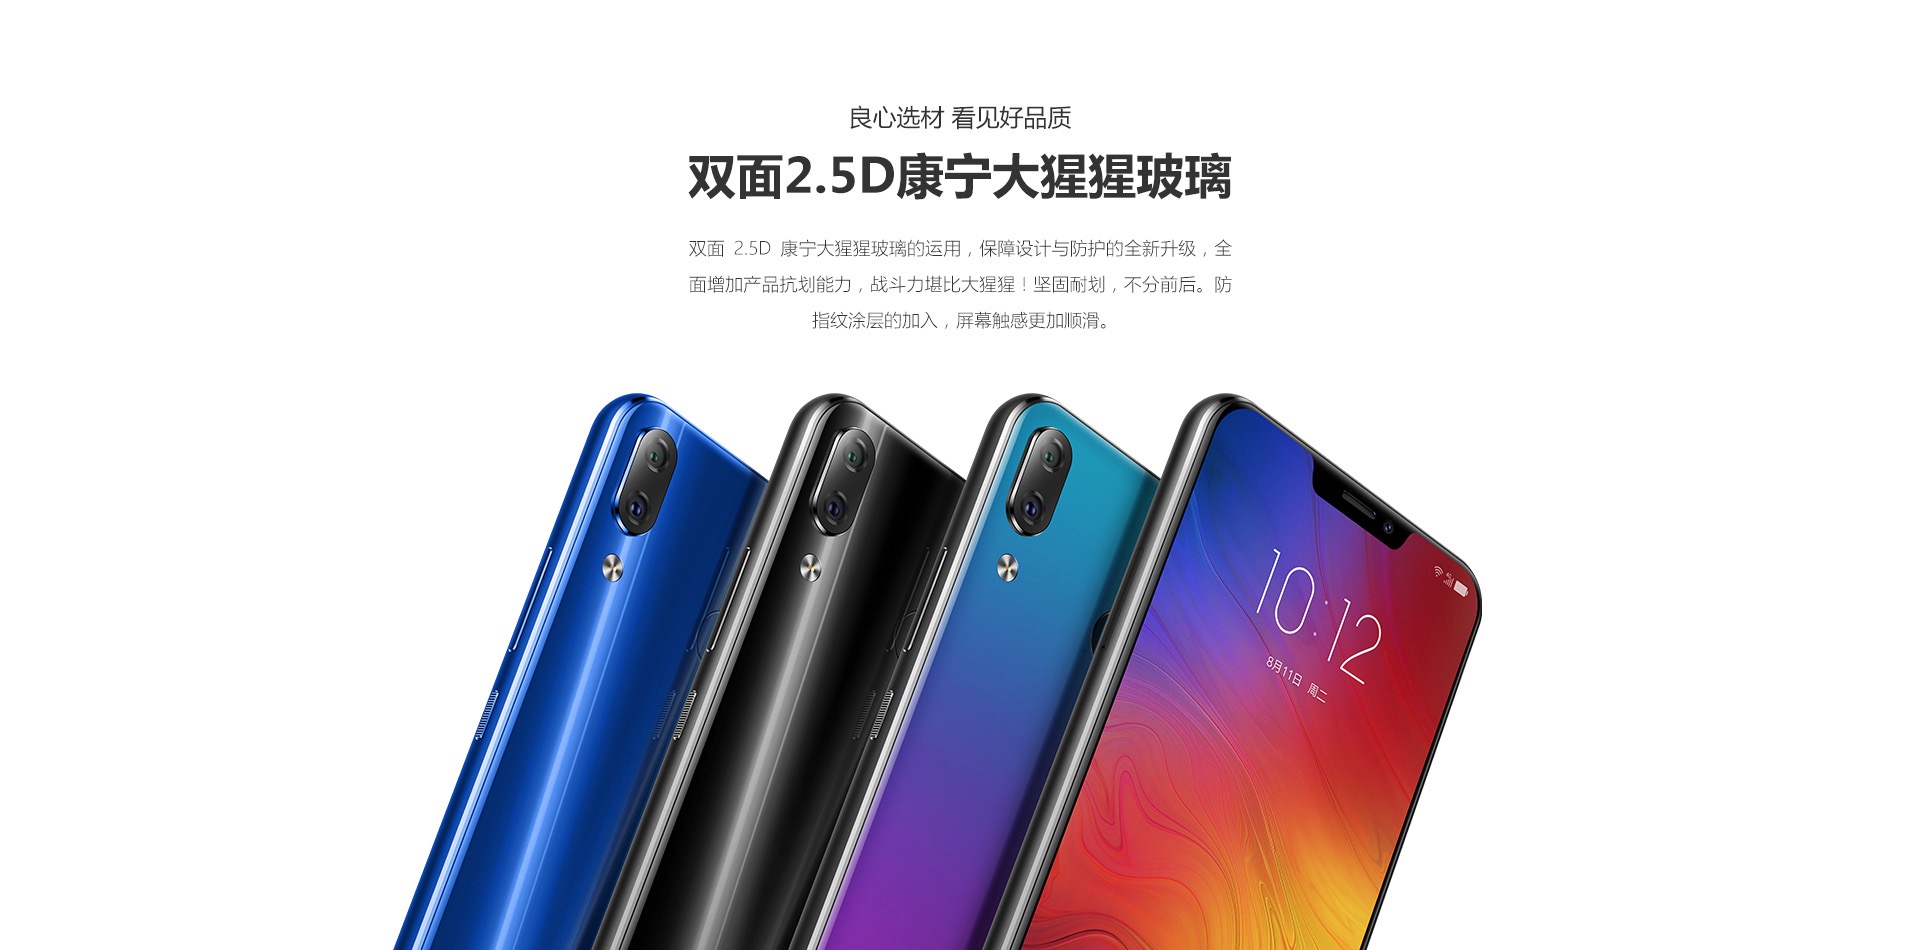 良心选材 看见好品质
双面2.5D康宁大猩猩玻璃
双面 2.5D 康宁大猩猩玻璃的运用，保障设计与防护的全新升级，全
面增加产品抗划能力，战斗力堪比大猩猩！坚固耐划，不分前后。防
指纹涂层的加入，屏幕触感更加顺滑。
4G
10:12
8月11日 周二